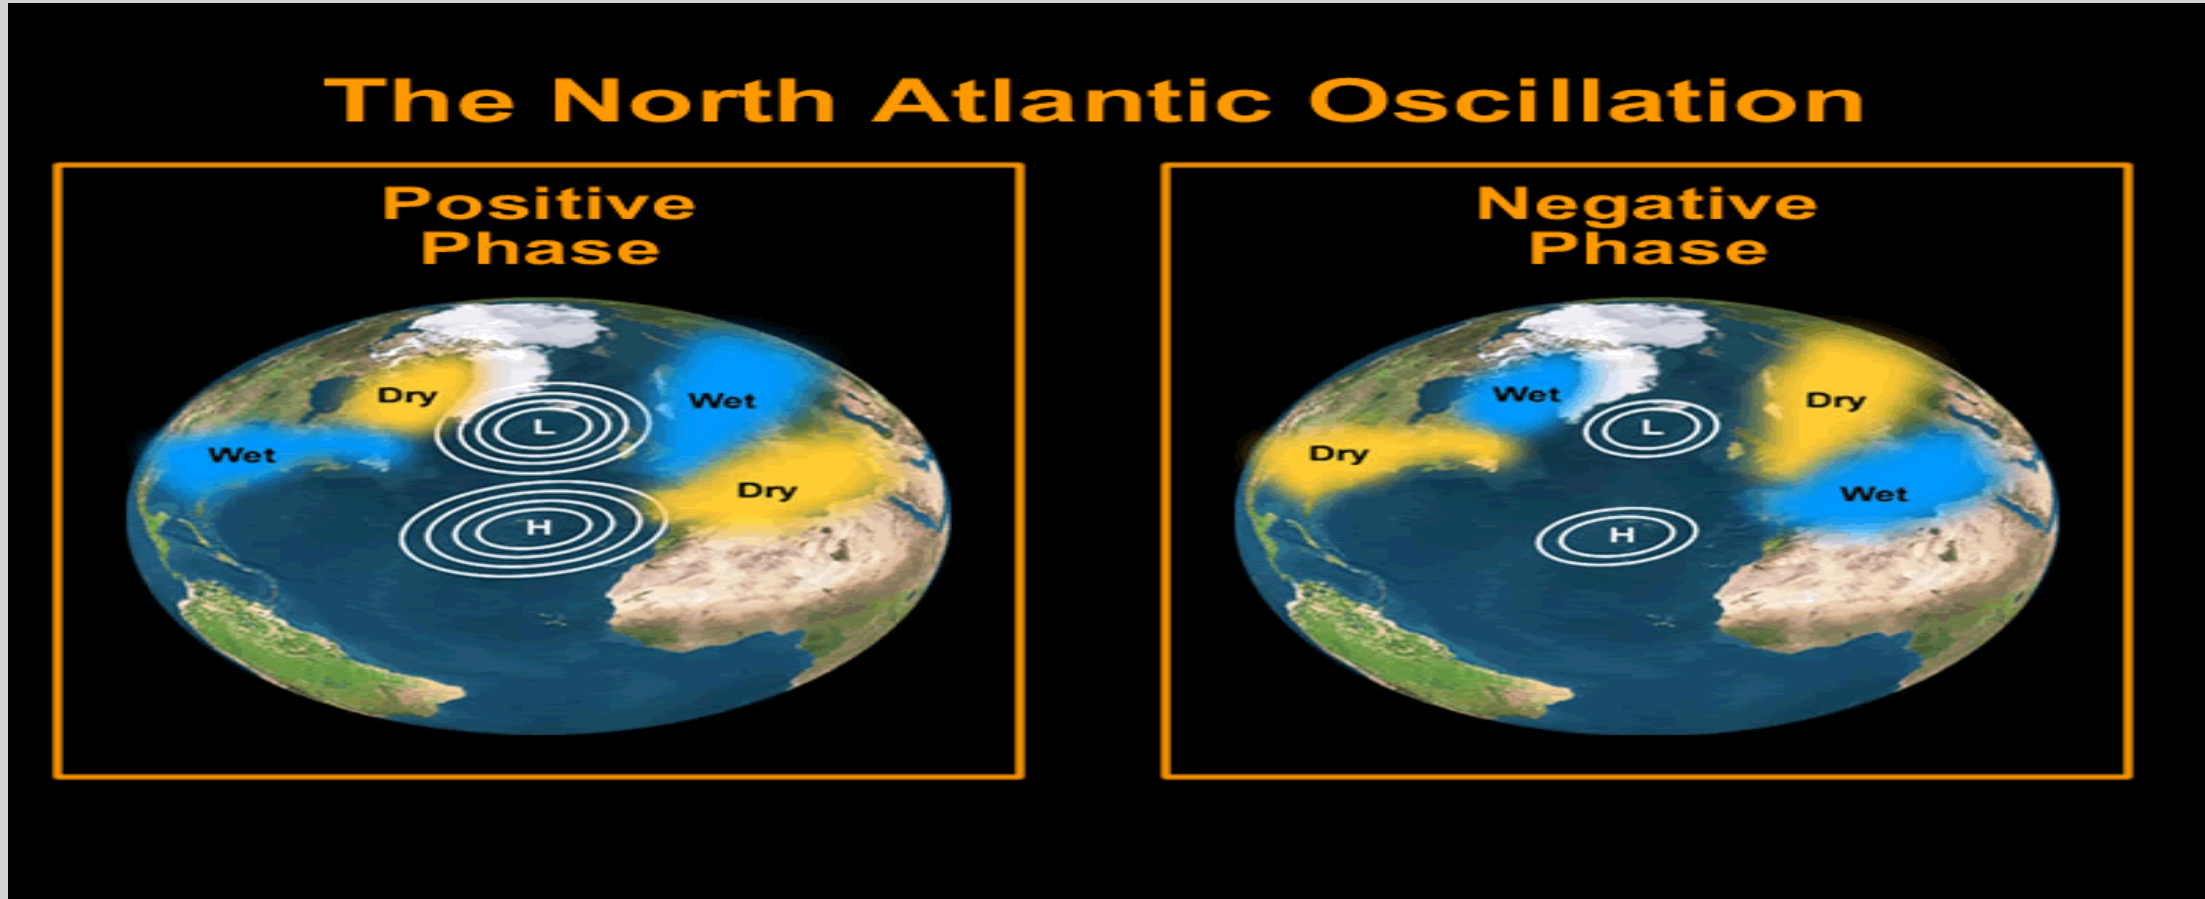 The North Atlantic Oscillation
Positive
Phase
Dry
Wet
L
Wet
Dry
H
Negative
Phase
Wet
Dry
L
Dry
Wet
H